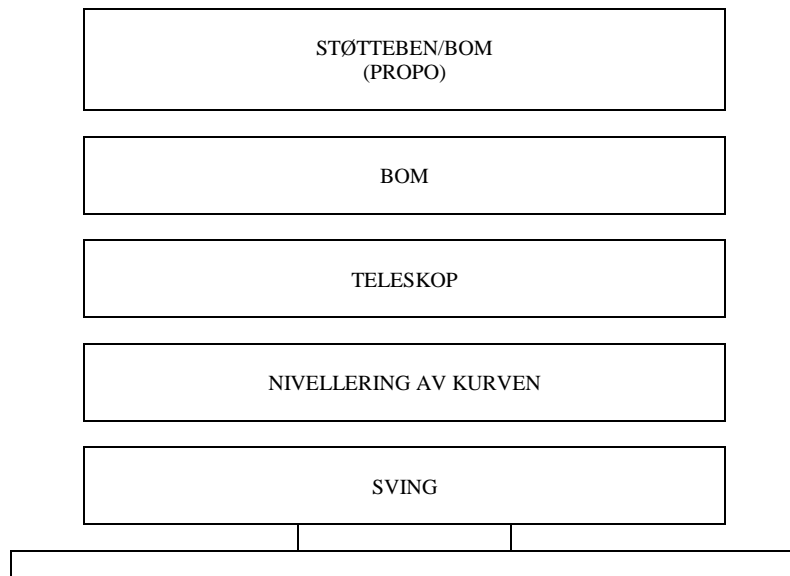 STØTTEBEN/BOM
(PROPO)
BOM
TELESKOP
NIVELLERING AV KURVEN
SVING